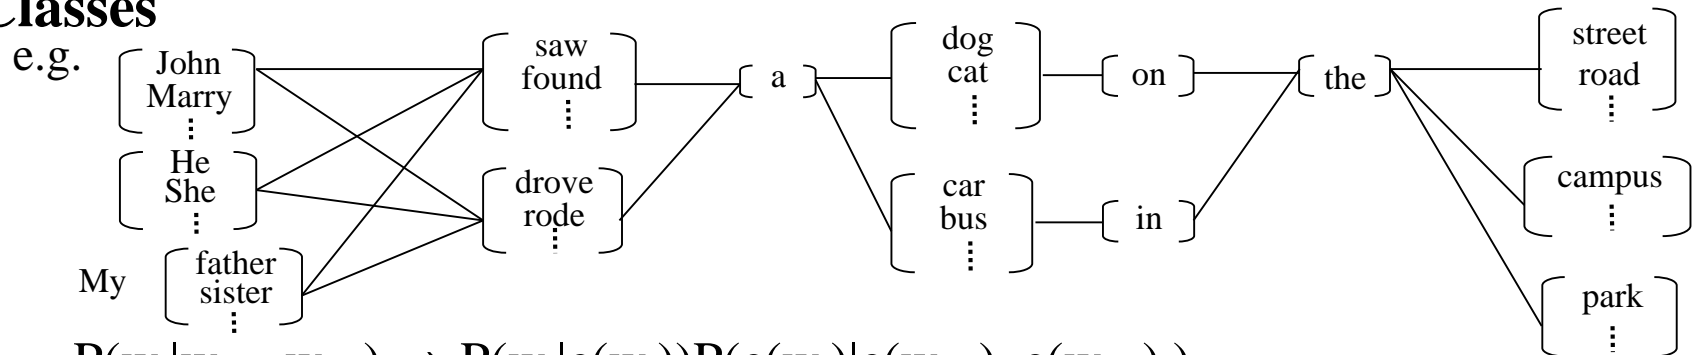 Classes
e.g.
John
Marry
He
She
My
father
sister
saw
found
drove
rode
a
dog
cat
car
bus
on
in
the
street
road
campus
park